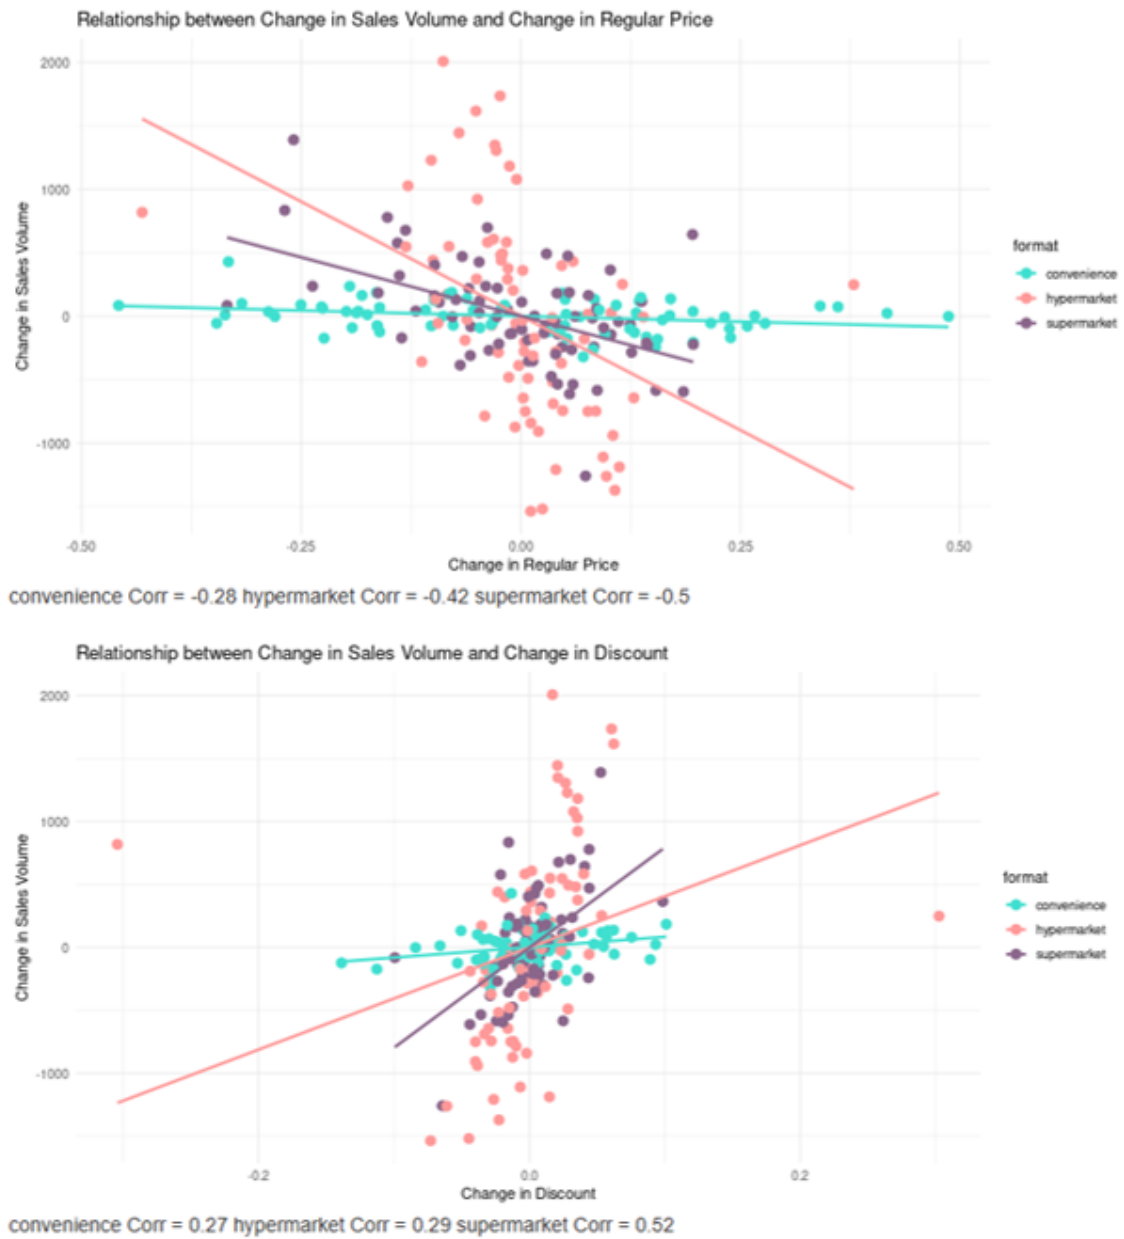 Relationship between Change in Sales Volume and Change in Regular Price
2000
1000
0
-1000
Change in Sales Volume
-0.50 -0.25 0.00 0.25 0.50
Change in Regular Price
format
convenience
hypermarket
supermarket
convenience Corr = -0.28 hypermarket Corr = -0.42 supermarket Corr = -0.5
Relationship between Change in Sales Volume and Change in Discount
2000
1000
0
-1000
Change in Sales Volume
-0.2 0.0 0.2
Change in Discount
format
convenience
hypermarket
supermarket
convenience Corr = 0.27 hypermarket Corr = 0.29 supermarket Corr = 0.52